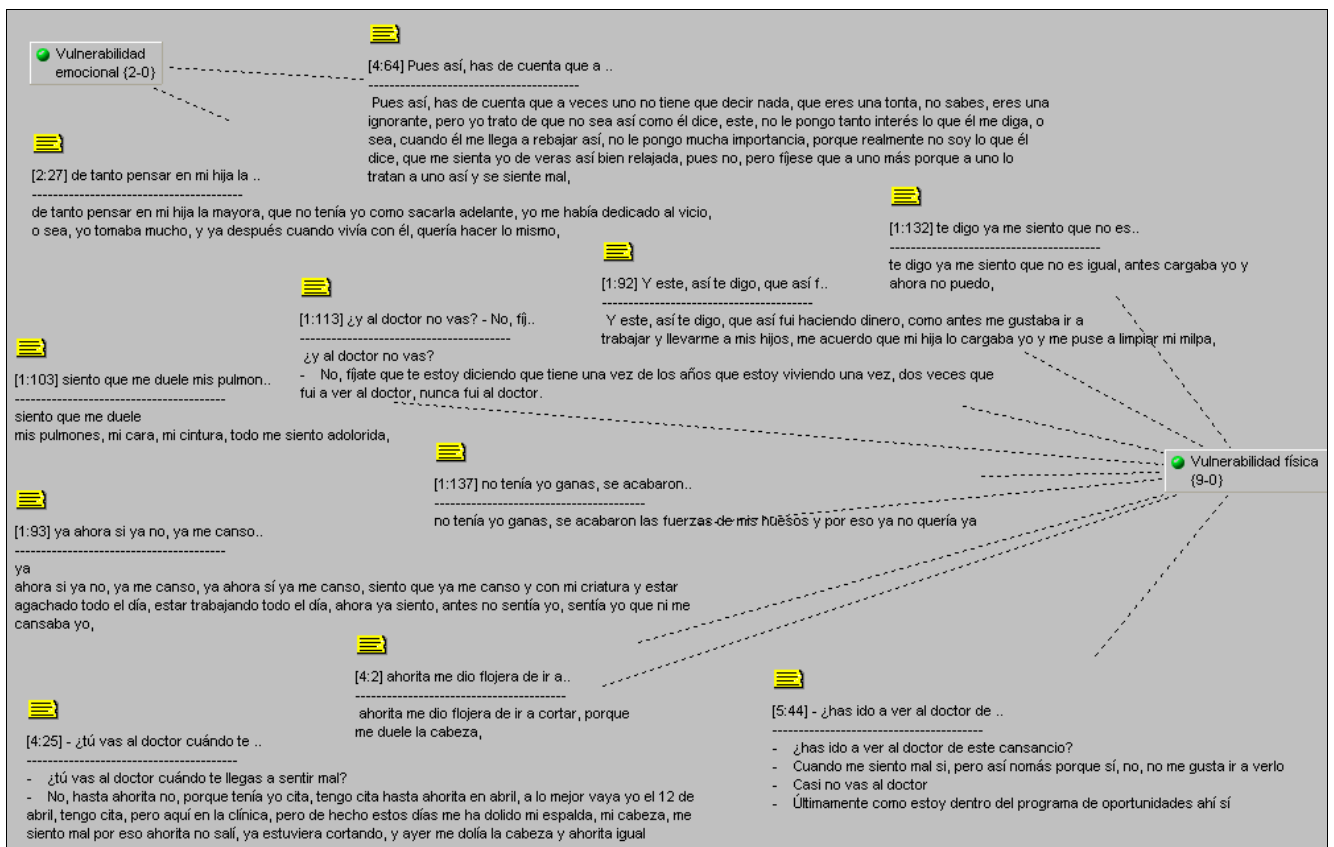 Vulnerabilidad
emocional {2-0}
[4:64] Pues así, has de cuenta que a ..
----------------------------------------
Pues así, has de cuenta que a veces uno no tiene que decir nada, que eres una tonta, no sabes, eres una
ignorante, pero yo trato de que no sea así como él dice, este, no le pongo tanto interés lo que él me diga, o
sea, cuando él me llega a rebajar así, no le pongo mucha importancia, porque realmente no soy lo que él
dice, que me sienta yo de veras así bien relajada, pues no, pero fíjese que a uno más porque a uno lo
tratan a uno así y se siente mal,
[2:27] de tanto pensar en mi hija la ..
----------------------------------------
de tanto pensar en mi hija la mayora, que no tenía yo como sacarla adelante, yo me había dedicado al vicio,
o sea, yo tomaba mucho, y ya después cuando vivía con él, quería hacer lo mismo,
[1:132] te digo ya me siento que no es..
----------------------------------------
te digo ya me siento que no es igual, antes cargaba yo y
ahora no puedo,
[1:92] Y este, así te digo, que así f..
----------------------------------------
Y este, así te digo, que así fui haciendo dinero, como antes me gustaba ir a
trabajar y llevarme a mis hijos, me acuerdo que mi hija lo cargaba yo y me puse a limpiar mi milpa,
[1:113] ¿y al doctor no vas? - No, fíj..
----------------------------------------
¿y al doctor no vas?
- No, fíjate que te estoy diciendo que tiene una vez de los años que estoy viviendo una vez, dos veces que
fui a ver al doctor, nunca fui al doctor.
[1:103] siento que me duele mis pulmon..
----------------------------------------
siento que me duele
mis pulmones, mi cara, mi cintura, todo me siento adolorida,
Vulnerabilidad física
{9-0}
[1:137] no tenía yo ganas, se acabaron..
----------------------------------------
no tenía yo ganas, se acabaron las fuerzas de mis huesos y por eso ya no quería ya
[1:93] ya ahora si ya no, ya me canso..
----------------------------------------
ya
ahora si ya no, ya me canso, ya ahora sí ya me canso, siento que ya me canso y con mi criatura y estar
agachado todo el día, estar trabajando todo el día, ahora ya siento, antes no sentía yo, sentía yo que ni me
cansaba yo,
[4:2] ahorita me dio flojera de ir a..
----------------------------------------
ahorita me dio flojera de ir a cortar, porque
me duele la cabeza,
[4:25] - ¿tú vas al doctor cuándo te ..
----------------------------------------
- ¿tú vas al doctor cuándo te llegas a sentir mal?
- No, hasta ahorita no, porque tenía yo cita, tengo cita hasta ahorita en abril, a lo mejor vaya yo el 12 de
abril, tengo cita, pero aquí en la clínica, pero de hecho estos días me ha dolido mi espalda, mi cabeza, me
siento mal por eso ahorita no salí, ya estuviera cortando, y ayer me dolía la cabeza y ahorita igual
[5:44] - ¿has ido a ver al doctor de ..
----------------------------------------
- ¿has ido a ver al doctor de este cansancio?
- Cuando me siento mal si, pero así nomás porque sí, no, no me gusta ir a verlo
- Casi no vas al doctor
- Últimamente como estoy dentro del programa de oportunidades ahí sí